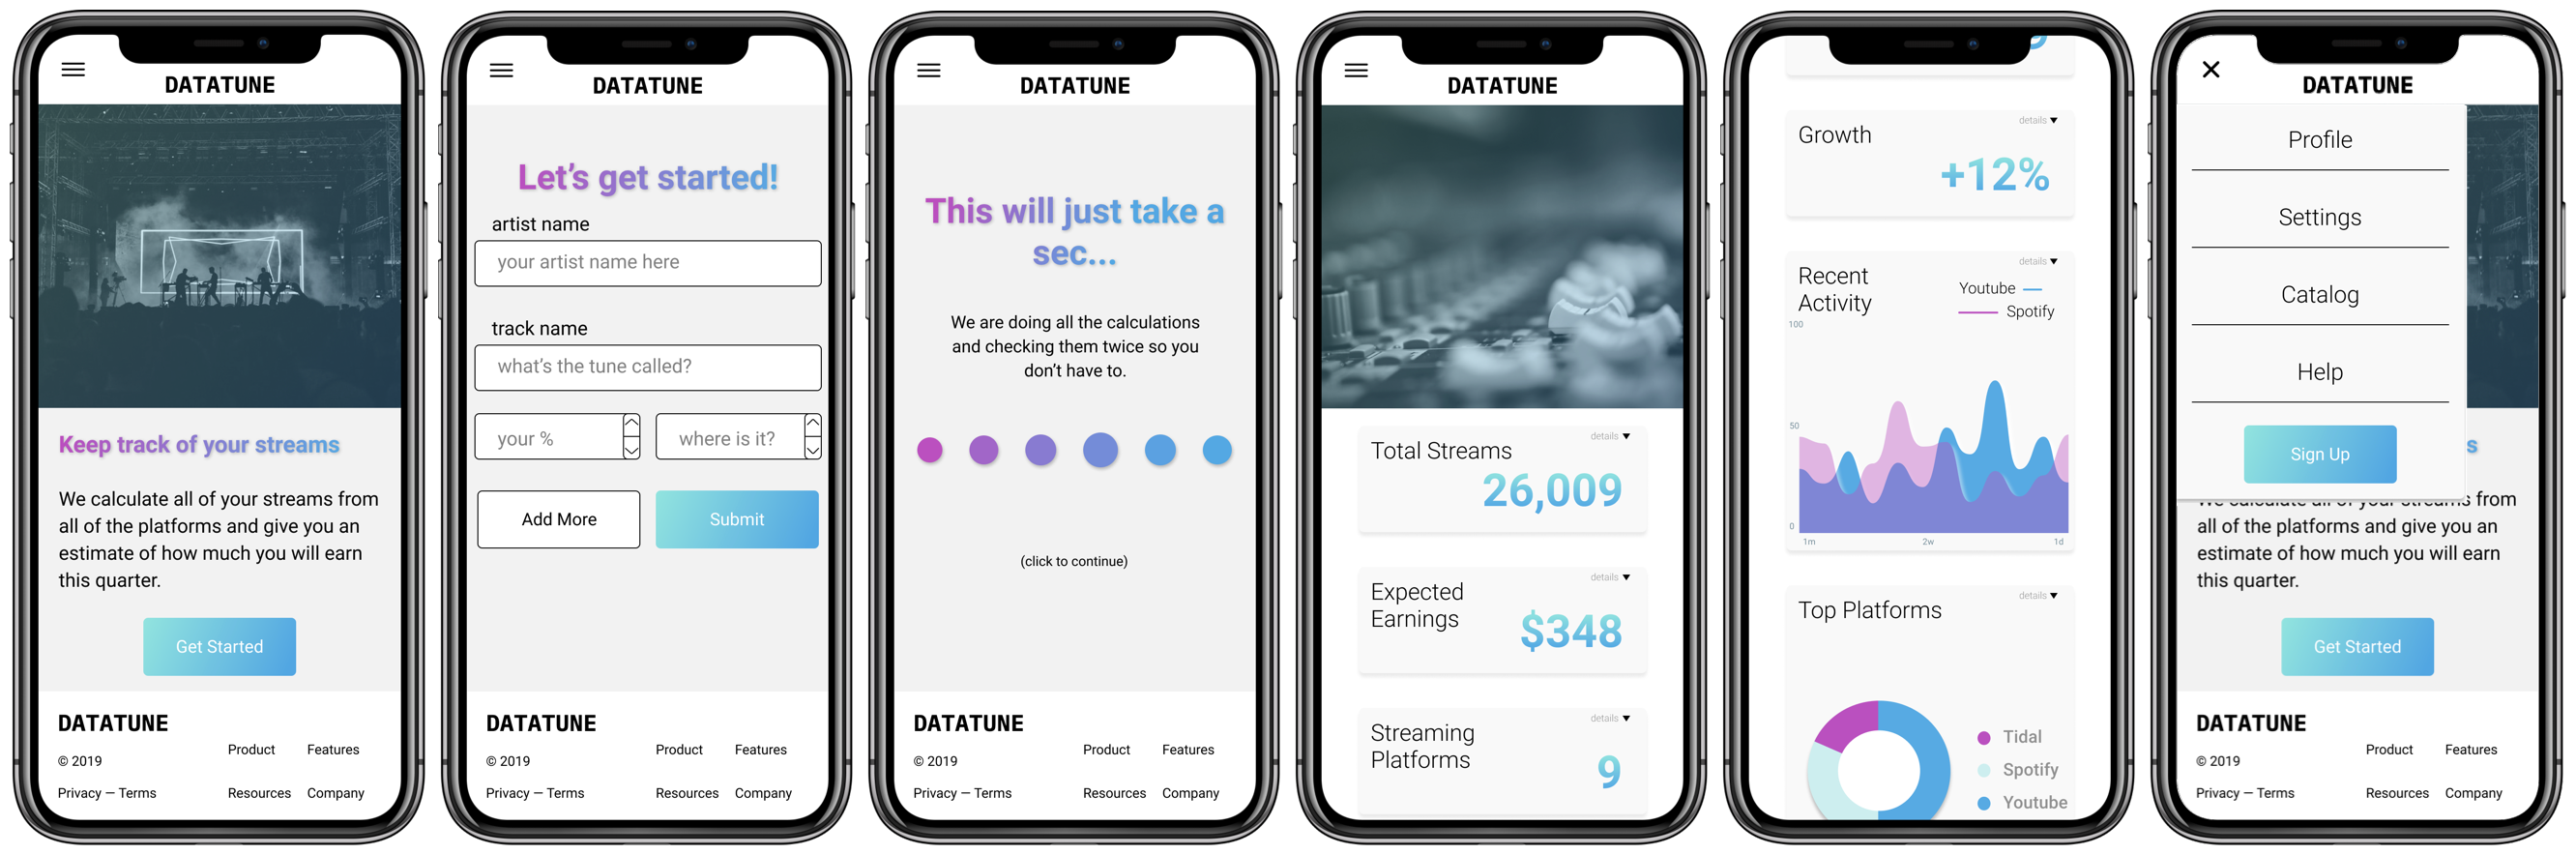 DATATUNE
Keep track of your streams
We calculate all of your streams from
all of the platforms and give you an
estimate of how much you will earn
this quarter.
Get Started
DATATUNE
© 2019
Product Features
Privacy — Terms
Resources Company
DATATUNE
Let's get started!
artist name
your artist name here
track name
what's the tune called?
your %
where is it?
Add More
Submit
DATATUNE
© 2019
Product Features
Privacy — Terms
Resources Company
DATATUNE
This will just take a
sec...
We are doing all the calculations
and checking them twice so you
don't have to.
(click to continue)
DATATUNE
© 2019
Product Features
Privacy — Terms
Resources Company
DATATUNE
details ▼
Total Streams
26,009
details ▼
Expected
Earnings
$348
details ▼
Streaming
Platforms
9
details ▼
Growth
+12%
details ▼
Recent
Activity
Youtube
Spotify
100
50
0
1m 2w 1d
details ▼
Top Platforms
Tidal
Spotify
Youtube
DATATUNE
Profile
Settings
Catalog
Help
Sign Up
s
We calculate all of your streams from
all of the platforms and give you an
estimate of how much you will earn
this quarter.
Get Started
DATATUNE
© 2019
Product Features
Privacy — Terms
Resources Company